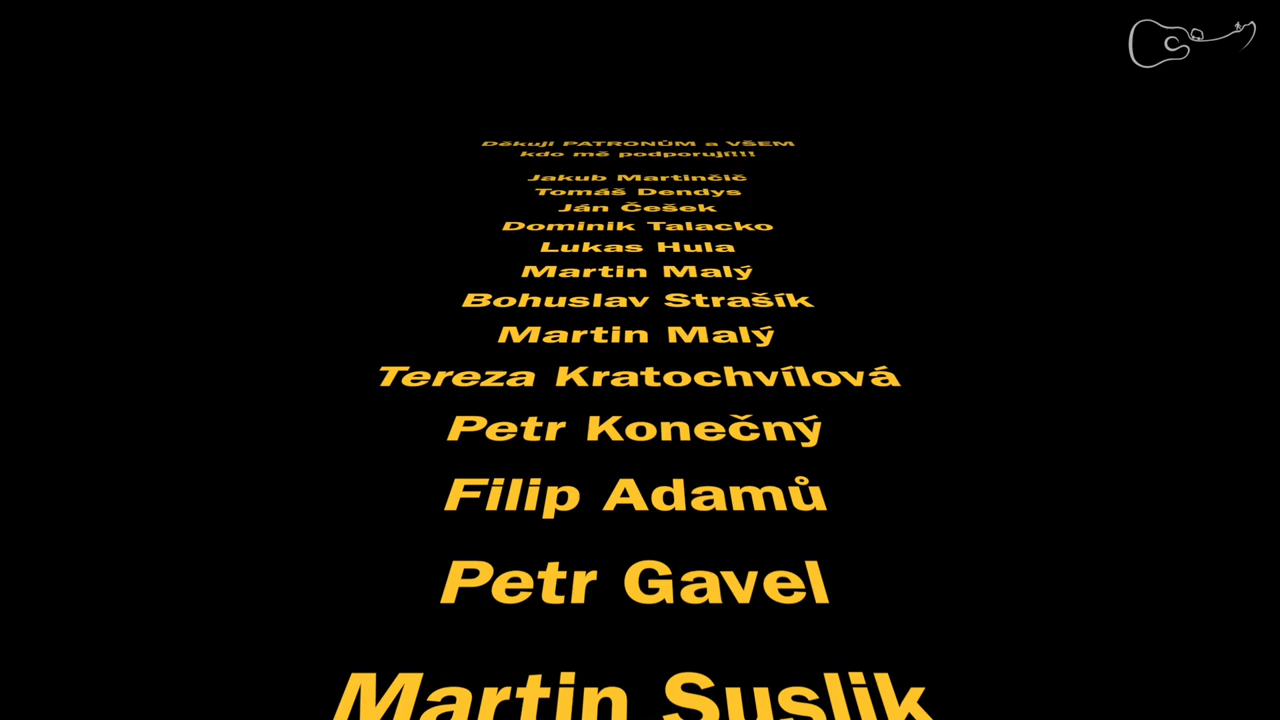 Děkuji PATRONŮM a VŠEM
kdo mě podporují!!!
Jakub Martinčič
Tomáš Dendys
Ján Češek
Dominik Talacko
Lukas Hula
Martin Malý
Bohuslav Strašík
Martin Malý
Tereza Kratochvílová
Petr Konečný
Filip Adamů
Petr Gavel
Martin Suslik